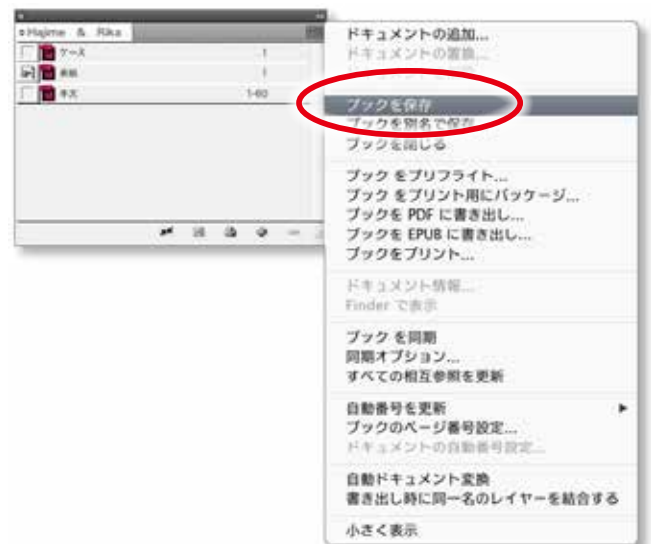 Hajime & Rika
ケース 1
表紙 1
本文 1-60
ドキュメントの追加...
ドキュメントの置換...
ブックを保存
ブックを別名で保存
ブックを閉じる
ブック をプリフライト...
ブック をプリント用にパッケージ...
ブックを PDF に書き出し...
ブックを EPUB に書き出し...
ブックをプリント...
ドキュメント情報...
Finder で表示
ブック を同期
同期オプション...
すべての相互参照を更新
自動番号を更新
ブックのページ番号設定...
ドキュメントの自動番号設定...
自動ドキュメント変換
書き出し時に同一名のレイヤーを結合する
小さく表示